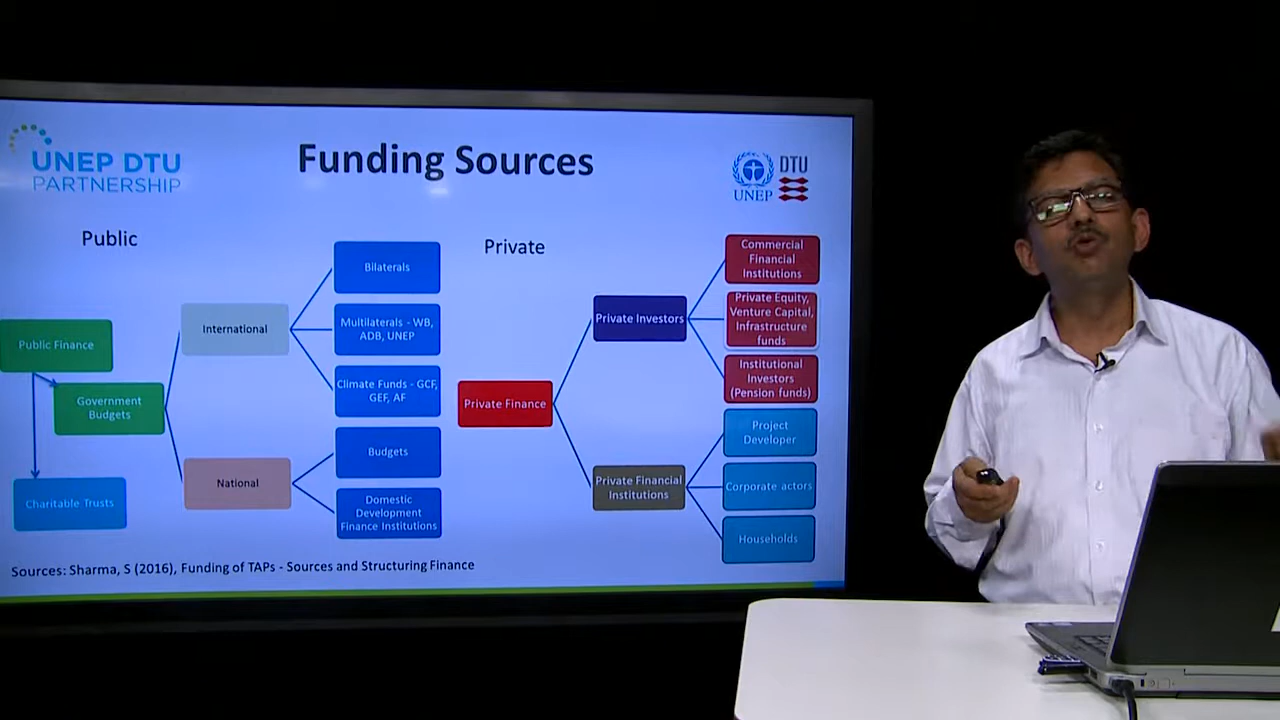 UNEP DTU
PARTNERSHIP
Funding Sources
UNEP
DTU
Public
Public Finance
Government
Budgets
Charitable Trusts
International
National
Bilaterals
Multilaterals - WB,
ADB, UNEP
Climate Funds - GCF,
GEF, AF
Budgets
Domestic
Development
Finance Institutions
Private
Private Finance
Private Investors
Private Financial
Institutions
Commercial
Financial
Institutions
Private Equity,
Venture Capital,
Infrastructure
funds
Institutional
Investors
(Pension funds)
Project
Developer
Corporate actors
Households
Sources: Sharma, S (2016), Funding of TAPs - Sources and Structuring Finance